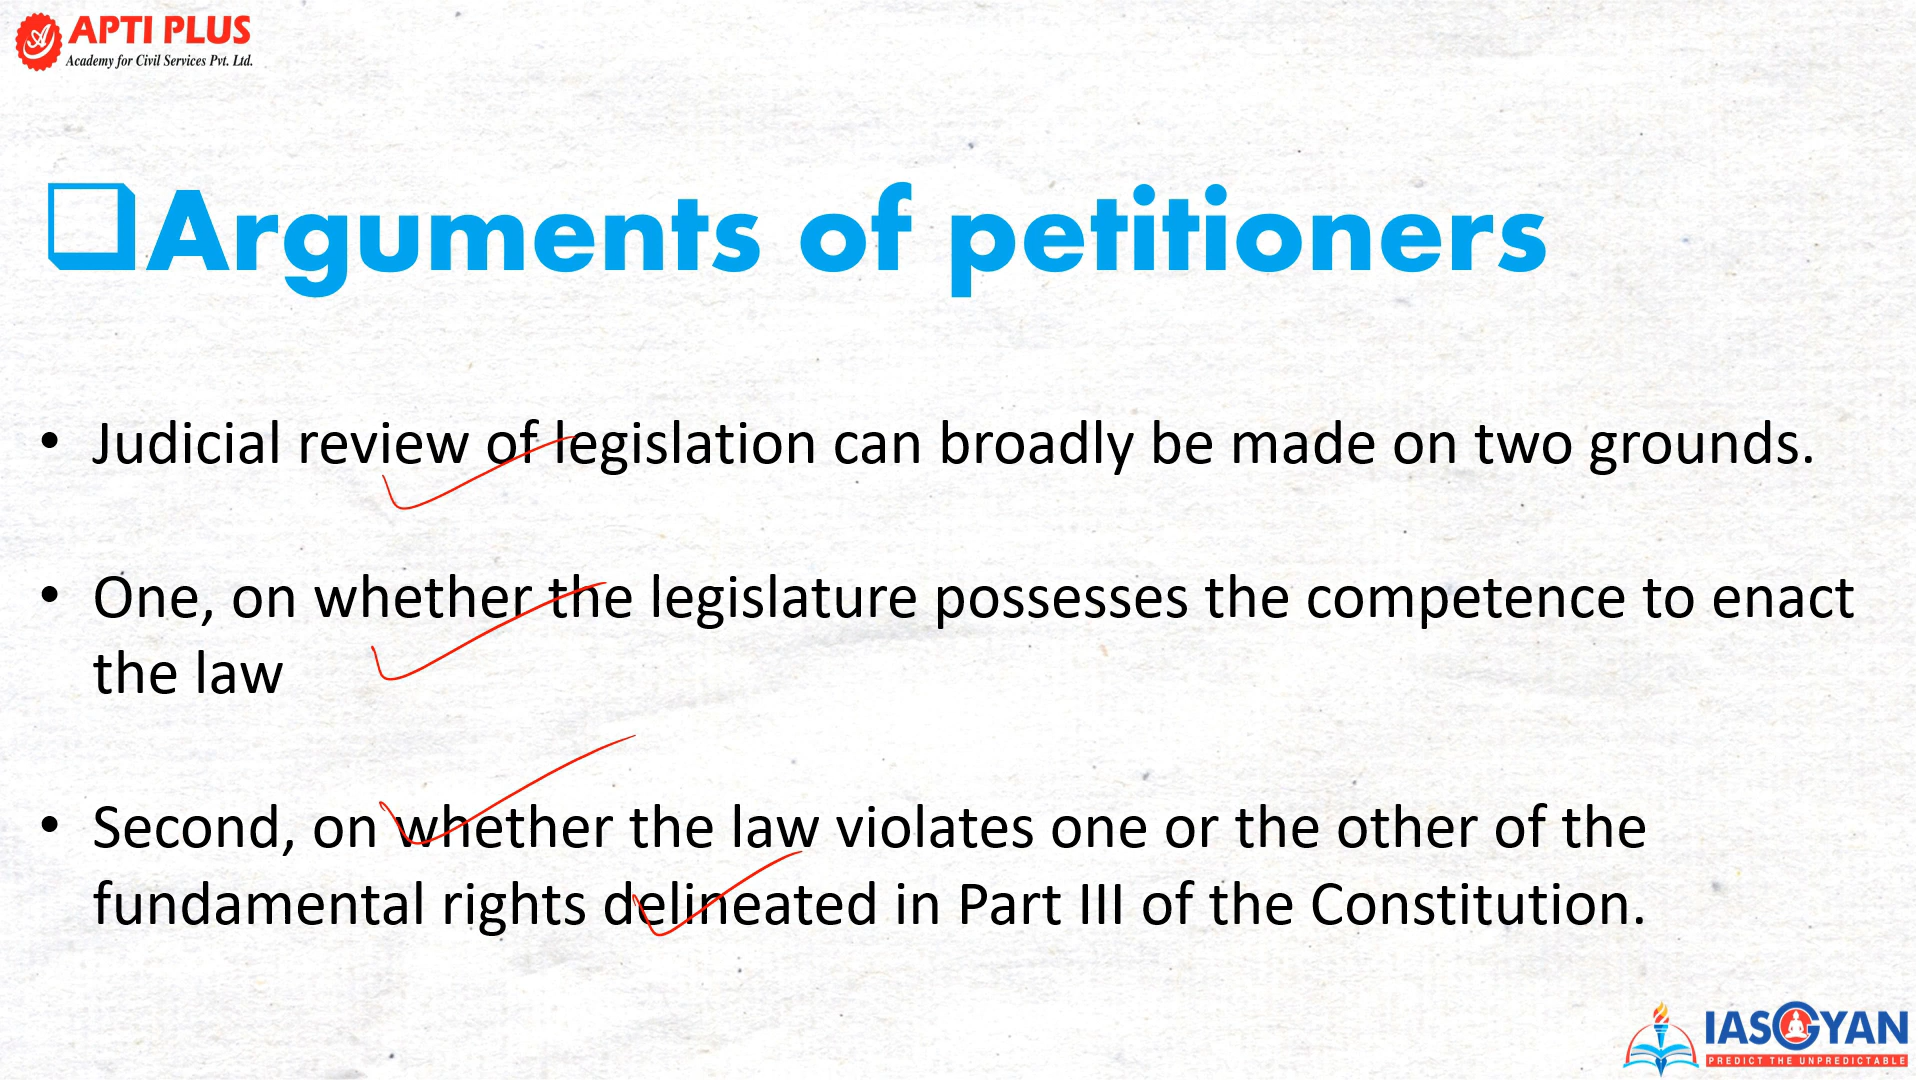 APTI PLUS
Academy for Civil Services Pvt. Ltd.
Arguments of petitioners
• Judicial review of legislation can broadly be made on two grounds.
• One, on whether the legislature possesses the competence to enact
the law
• Second, on whether the law violates one or the other of the
fundamental rights delineated in Part III of the Constitution.
IASGYAN
PREDICT THE UNPREDICTABLE